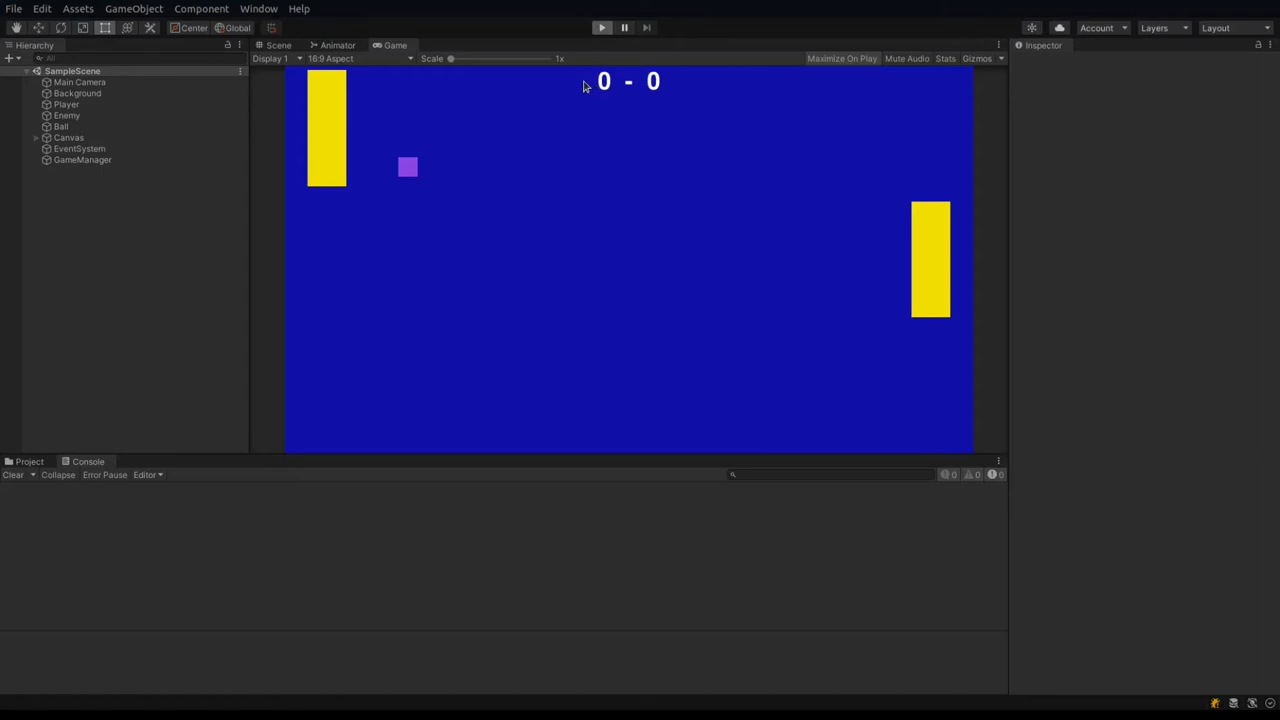 File Edit Assets GameObject Component Window Help
Center Global Account Layers Layout
Hierarchy Scene Animator Game Inspector
All Display 1 16:9 Aspect Scale 1x Maximize On Play Mute Audio Stats Gizmos
SampleScene
Main Camera
Background
Player
Enemy
Ball
Canvas
EventSystem
GameManager
0 - 0
Project Console
Clear Collapse Error Pause Editor 0 0 0